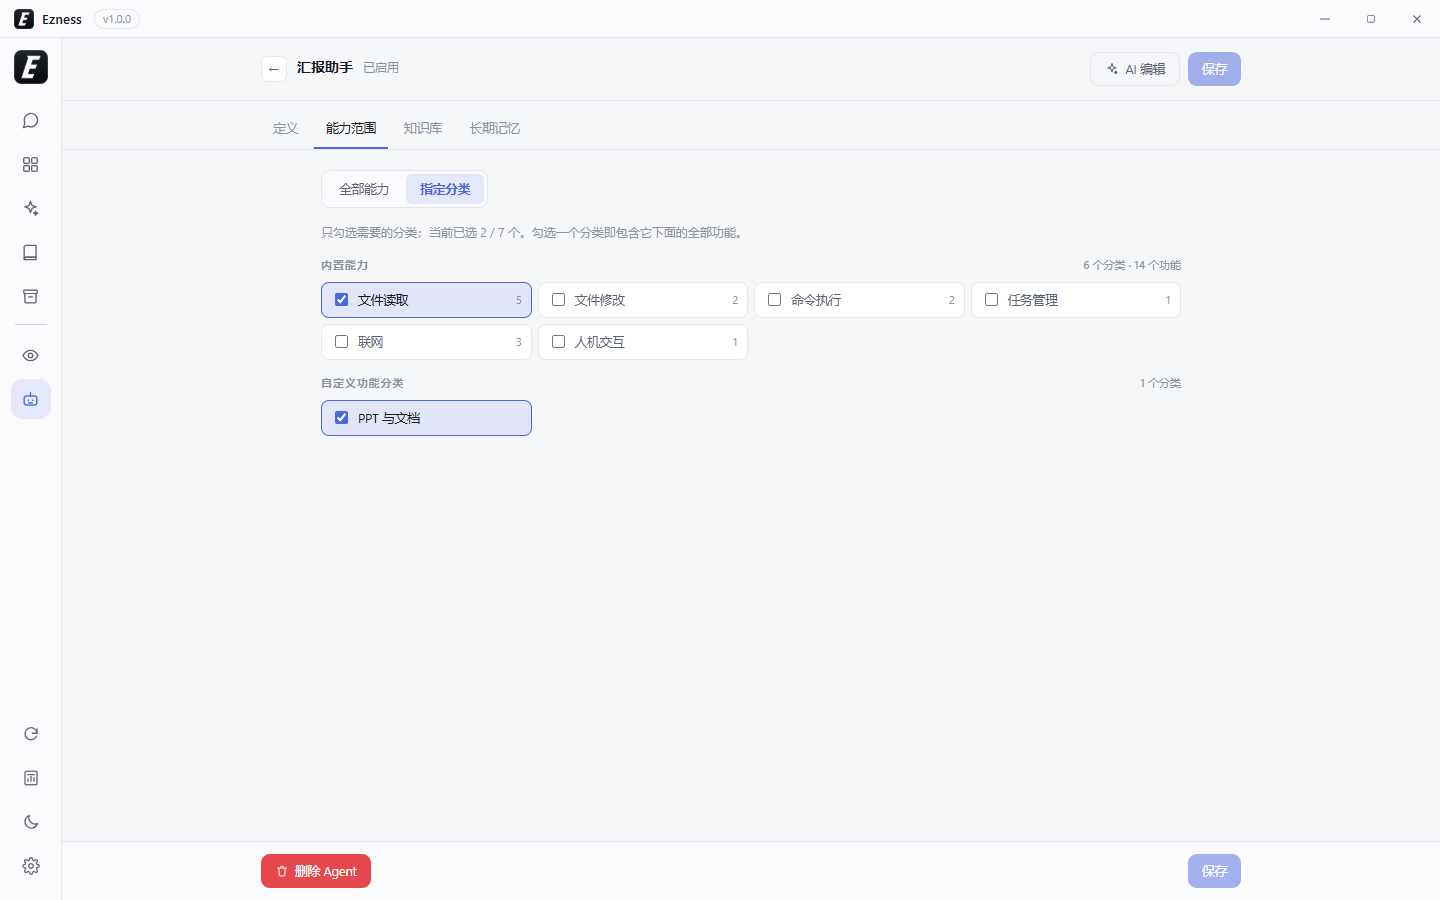 Ezness v1.0.0
← 汇报助手 已启用
AI 编辑 保存
定义 能力范围 知识库 长期记忆
全部能力 指定分类
只勾选需要的分类；当前已选 2 / 7 个。勾选一个分类即包含它下面的全部功能。
内置能力 6 个分类 · 14 个功能
文件读取 5 文件修改 2 命令执行 2 任务管理 1
联网 3 人机交互 1
自定义功能分类 1 个分类
PPT 与文档
删除 Agent 保存